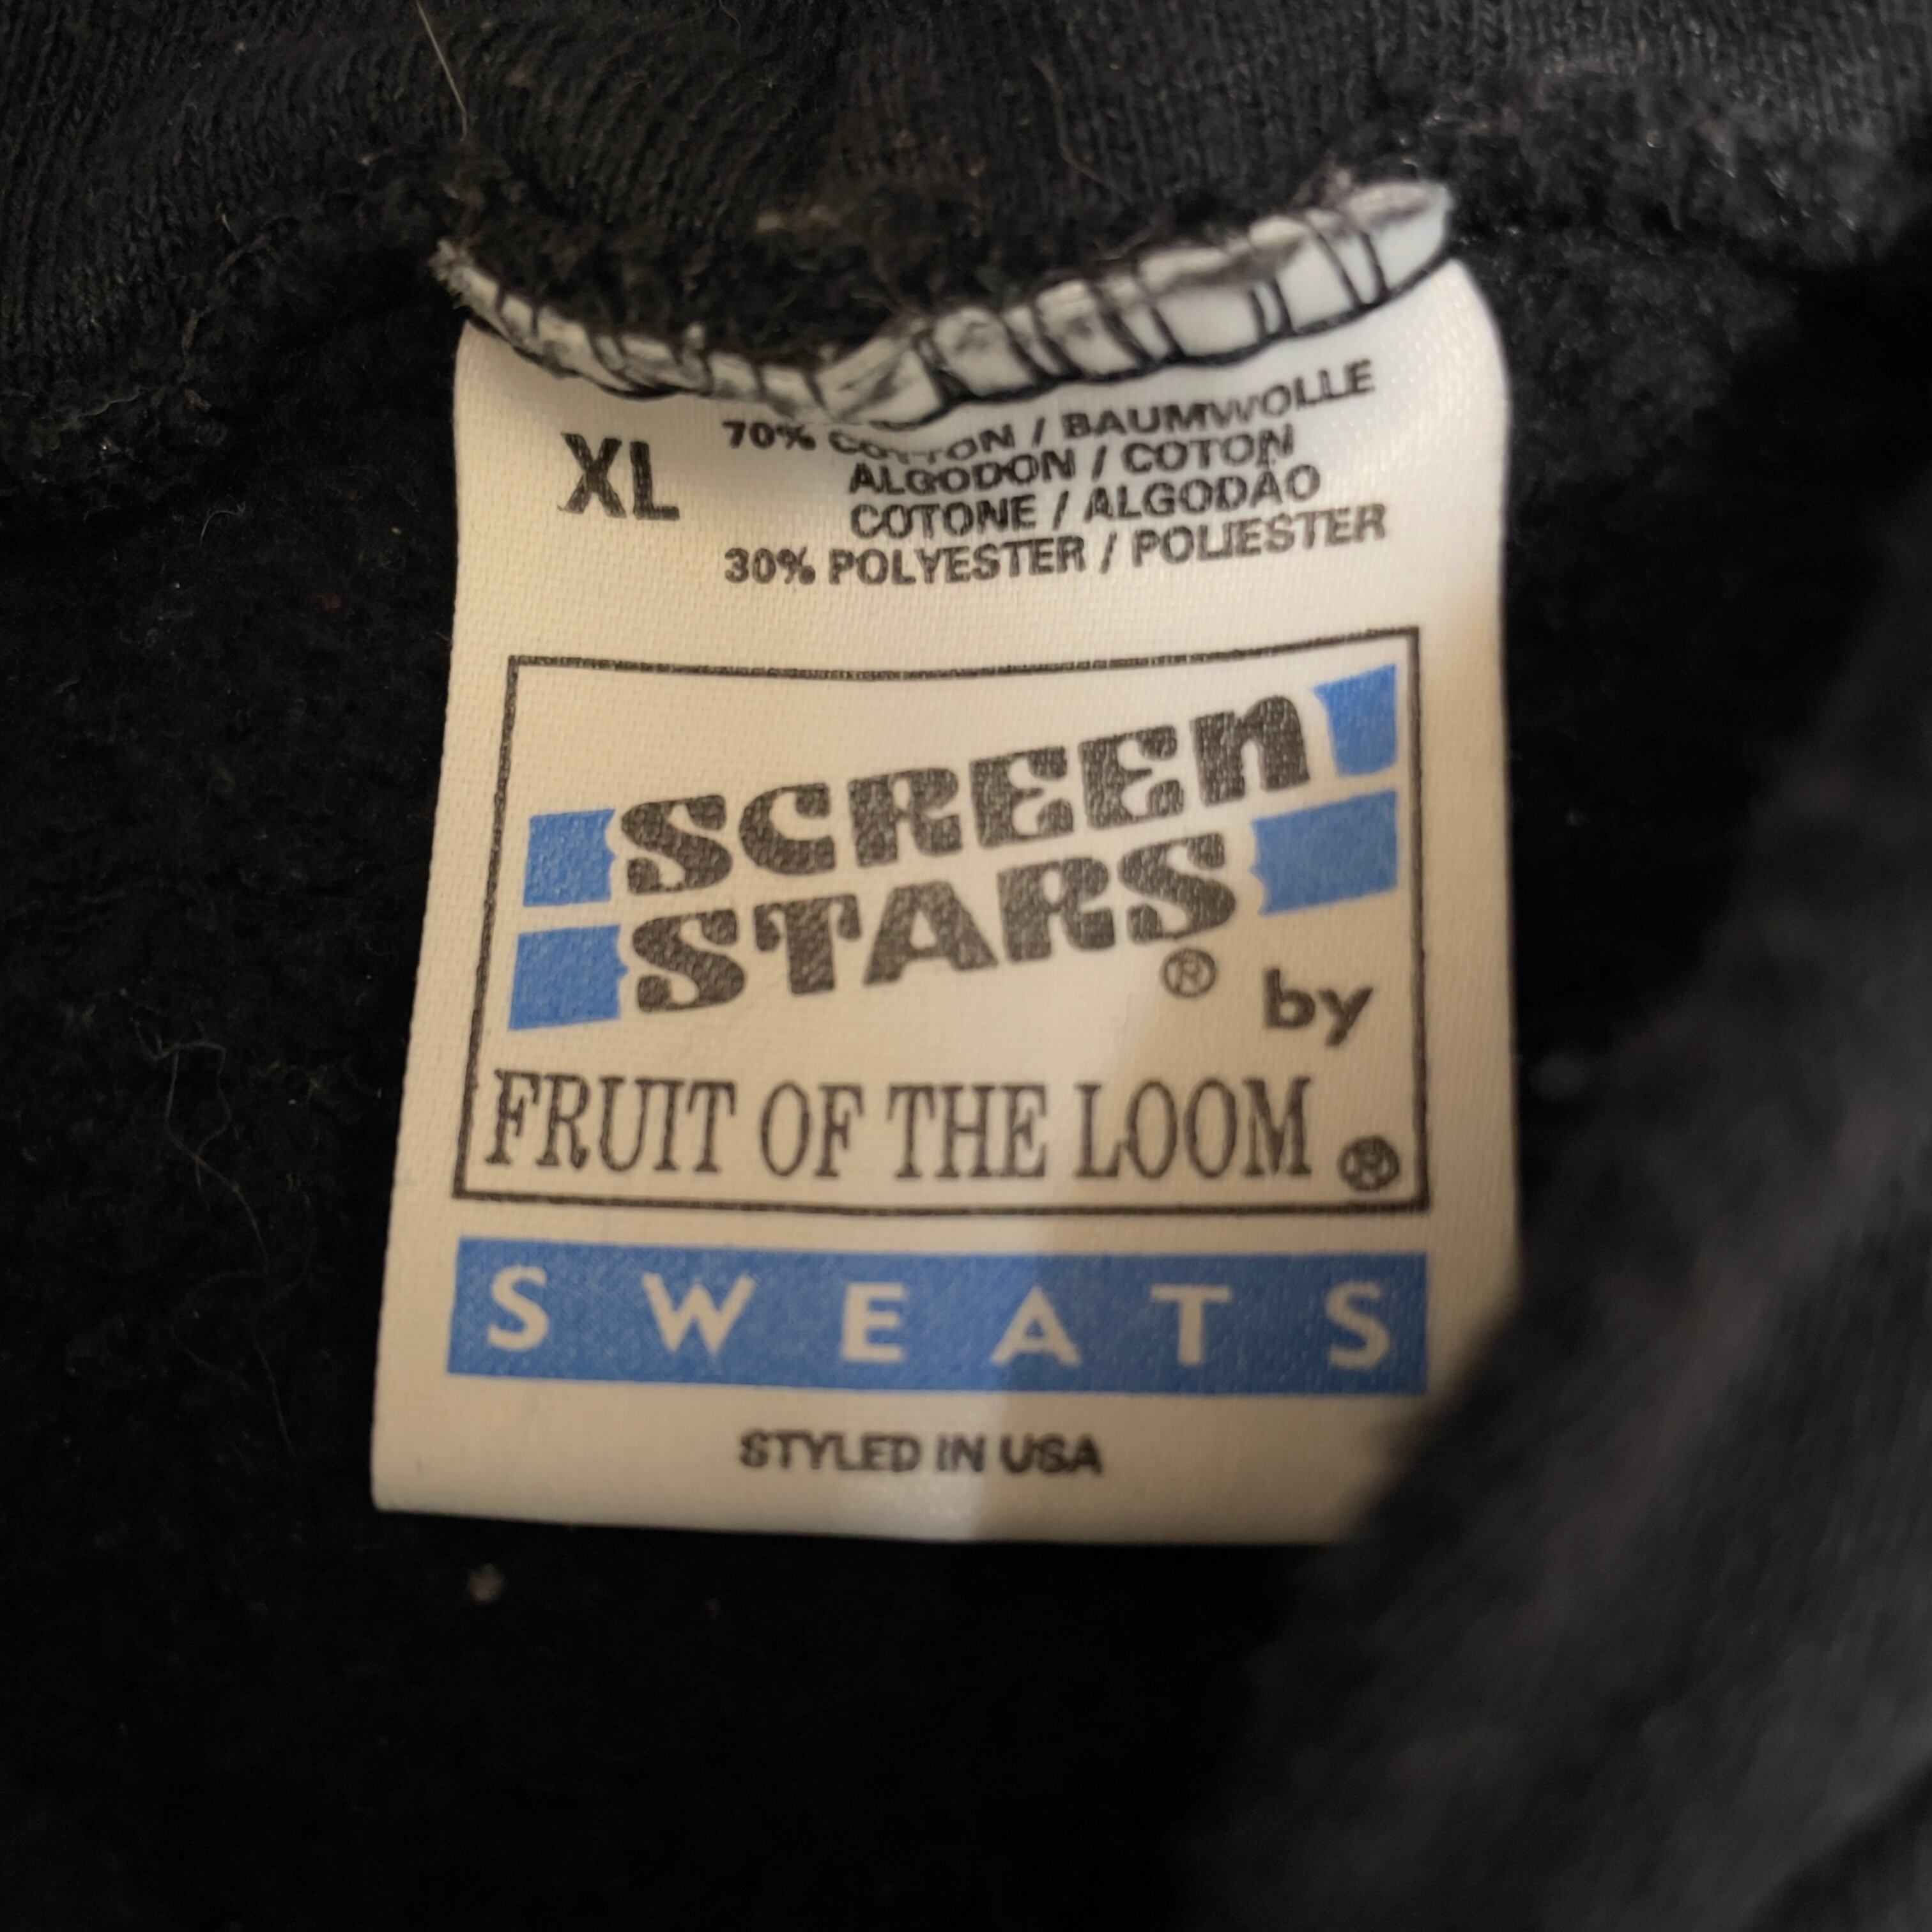 XL
70% COTTON / BAUMWOLLE
ALGODON / COTON
COTONE / ALGODÃO
30% POLYESTER / POLIESTER
SCREEN
STARS® by
FRUIT OF THE LOOM®
SWEATS
STYLED IN USA